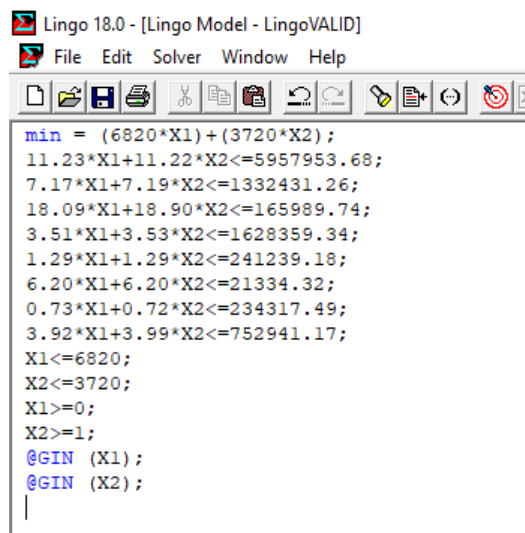 Lingo 18.0 - [Lingo Model - LingoVALID]
File Edit Solver Window Help
min = (6820*X1)+(3720*X2);
11.23*X1+11.22*X2<=5957953.68;
7.17*X1+7.19*X2<=1332431.26;
18.09*X1+18.90*X2<=165989.74;
3.51*X1+3.53*X2<=1628359.34;
1.29*X1+1.29*X2<=241239.18;
6.20*X1+6.20*X2<=21334.32;
0.73*X1+0.72*X2<=234317.49;
3.92*X1+3.99*X2<=752941.17;
X1<=6820;
X2<=3720;
X1>=0;
X2>=1;
@GIN (X1);
@GIN (X2);